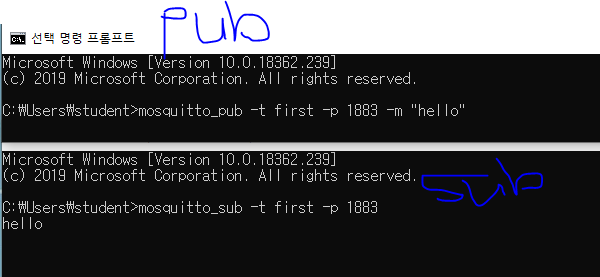 pub
선택 명령 프롬프트
Microsoft Windows [Version 10.0.18362.239]
(c) 2019 Microsoft Corporation. All rights reserved.
C:₩Users₩student>mosquitto_pub -t first -p 1883 -m "hello"
Microsoft Windows [Version 10.0.18362.239]
(c) 2019 Microsoft Corporation. All rights reserved.
sub
C:₩Users₩student>mosquitto_sub -t first -p 1883
hello